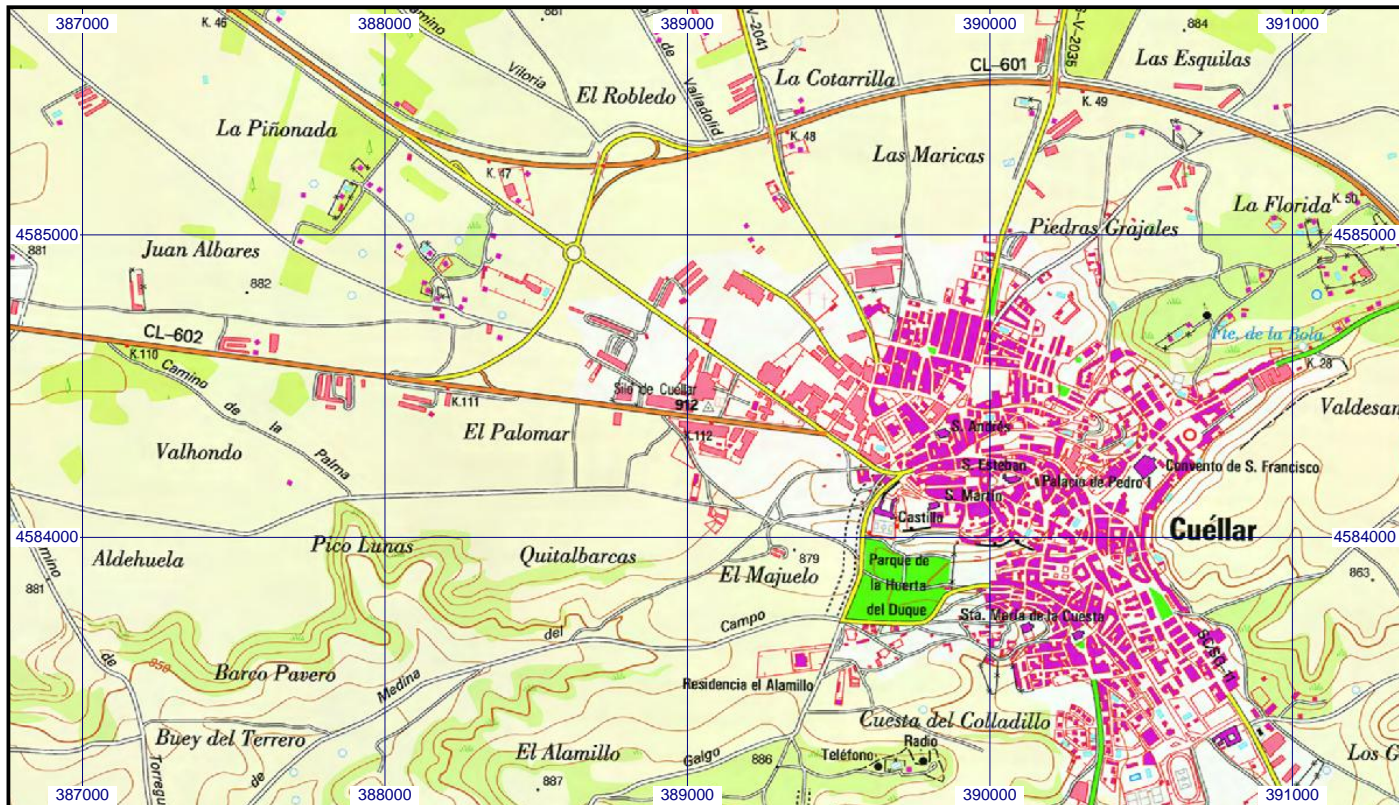 387000
388000
389000
390000
391000
K. 46
Camino
881
de
V-2041
SG-V-2035
884
Viloria
Valladolid
La Cotarrilla
CL-601
Las Esquilas
El Robledo
K. 49
La Piñonada
K. 48
Las Maricas
K. 47
La Florida
K. 50
4585000
4585000
Piedras Grajales
881
Juan Albares
882
CL-602
Fte. de la Bola
K.110
Camino
de
la
Palma
K. 28
Silo de Cuéllar
912
K.111
Valdesan
El Palomar
K.112
S. Andrés
Valhondo
S. Esteban
Convento de S. Francisco
Palacio de Pedro I
S. Martín
Castillo
Cuéllar
4584000
4584000
Pico Lunas
Aldehuela
Quitalbarcas
879
El Majuelo
Parque de
la Huerta
del Duque
863
881
Campo
del
Sta. María de la Cuesta
de
850
Barco Pavero
Medina
Residencia el Alamillo
Cuesta del Colladillo
Buey del Terrero
El Alamillo
Galgo
886
Teléfono
Radio
Los G
de
887
387000
388000
389000
390000
391000